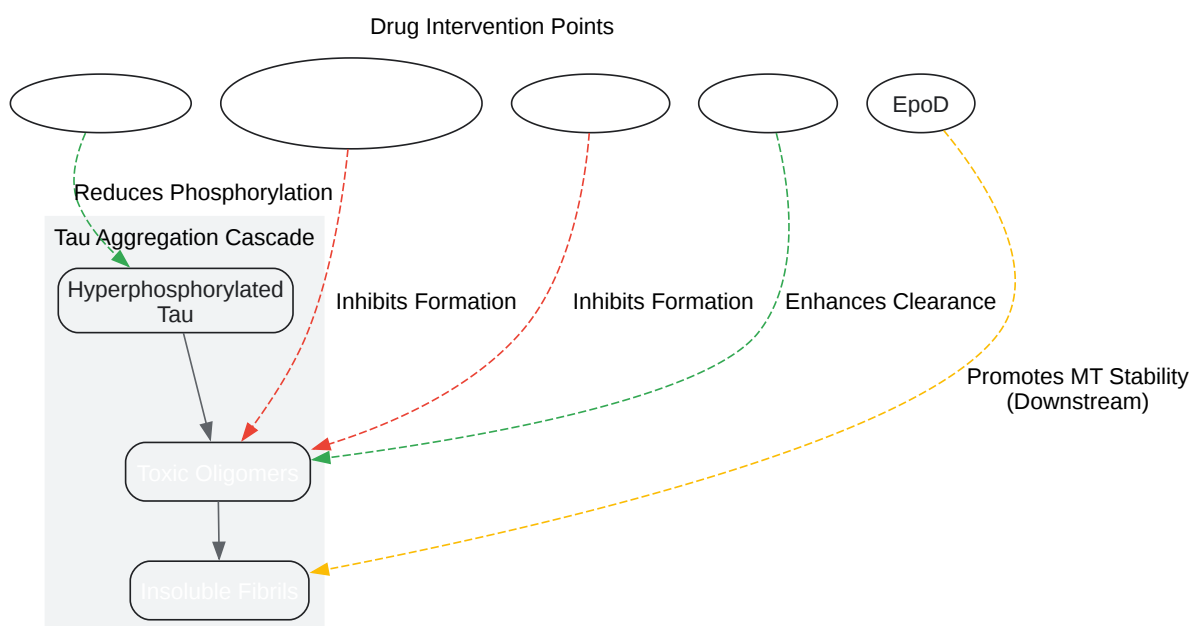 Drug Intervention Points
EpoD
Reduces Phosphorylation
Tau Aggregation Cascade
Hyperphosphorylated
Tau
Inhibits Formation
Inhibits Formation
Enhances Clearance
Promotes MT Stability
(Downstream)
Toxic Oligomers
Insoluble Fibrils